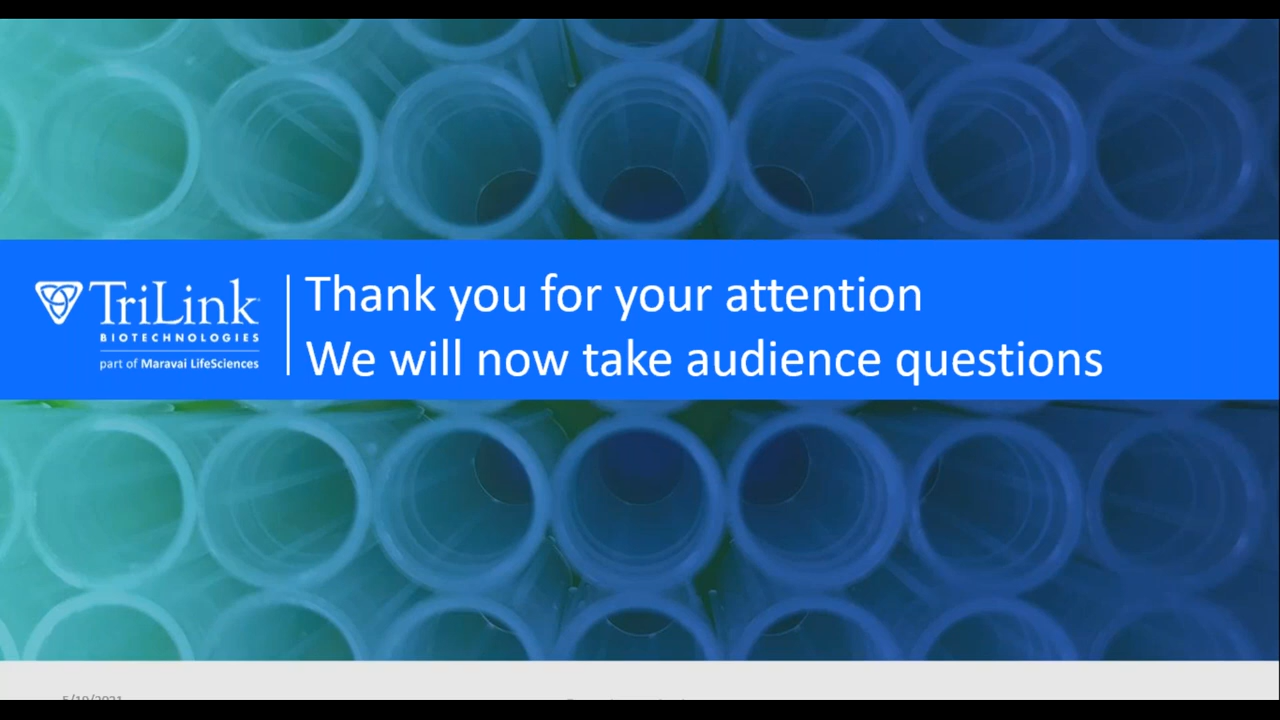 TriLink
BIOTECHNOLOGIES
part of Maravai LifeSciences
Thank you for your attention
We will now take audience questions